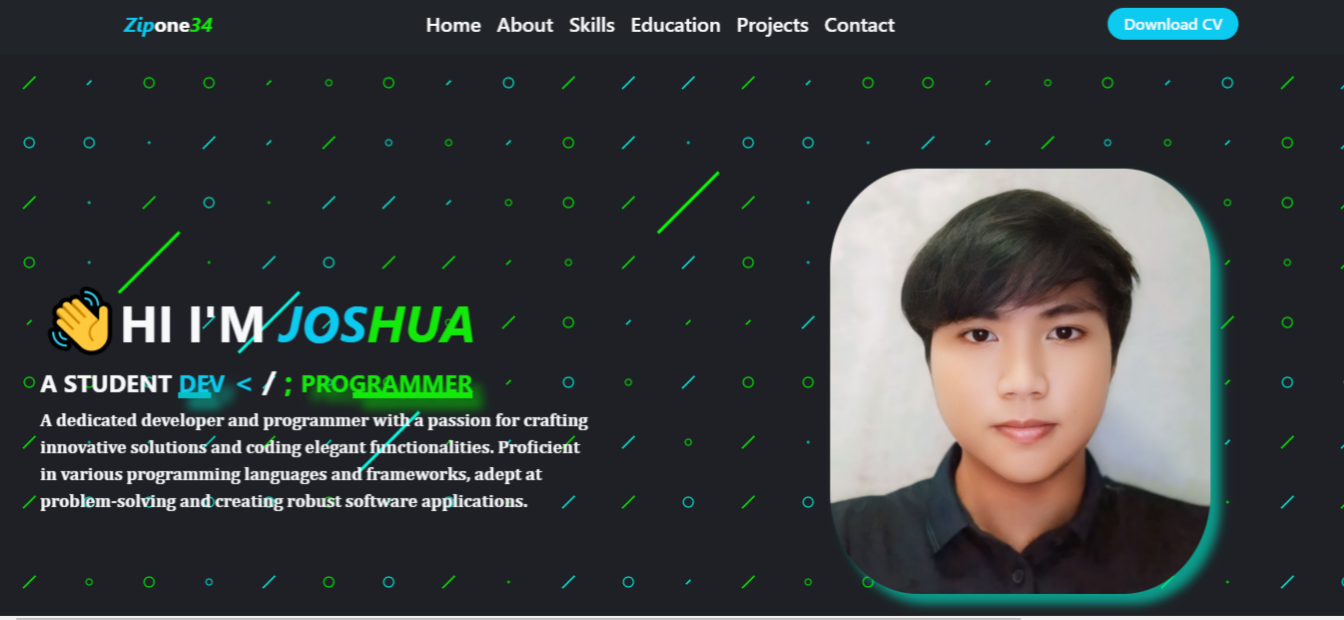 Zipone34
Home About Skills Education Projects Contact
Download CV
HI I'M JOSHUA
A STUDENT DEV < / ; PROGRAMMER
A dedicated developer and programmer with a passion for crafting
innovative solutions and coding elegant functionalities. Proficient
in various programming languages and frameworks, adept at
problem-solving and creating robust software applications.